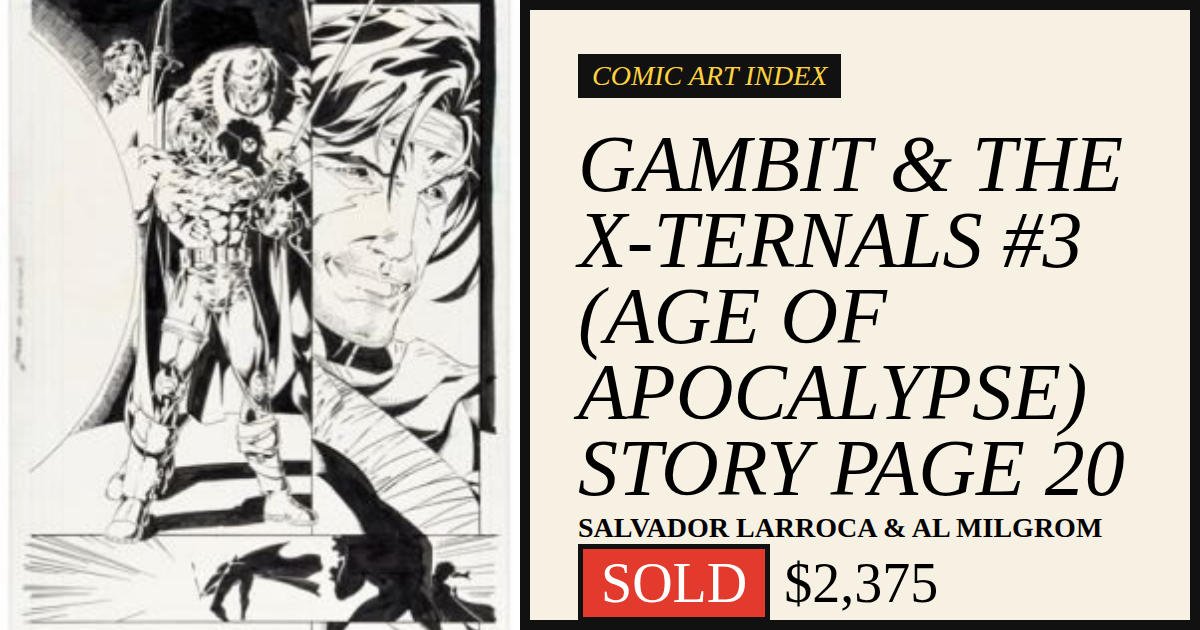 COMIC ART INDEX
GAMBIT & THE
X-TERNALS #3
(AGE OF
APOCALYPSE)
STORY PAGE 20
SALVADOR LARROCA & AL MILGROM
SOLD $2,375